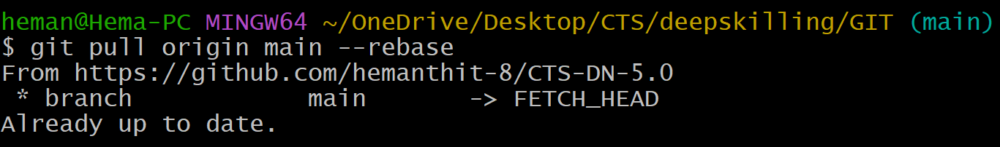 heman@Hema-PC MINGW64 ~/OneDrive/Desktop/CTS/deepskilling/GIT (main)
$ git pull origin main --rebase
From https://github.com/hemanthit-8/CTS-DN-5.0
 * branch            main       -> FETCH_HEAD
Already up to date.